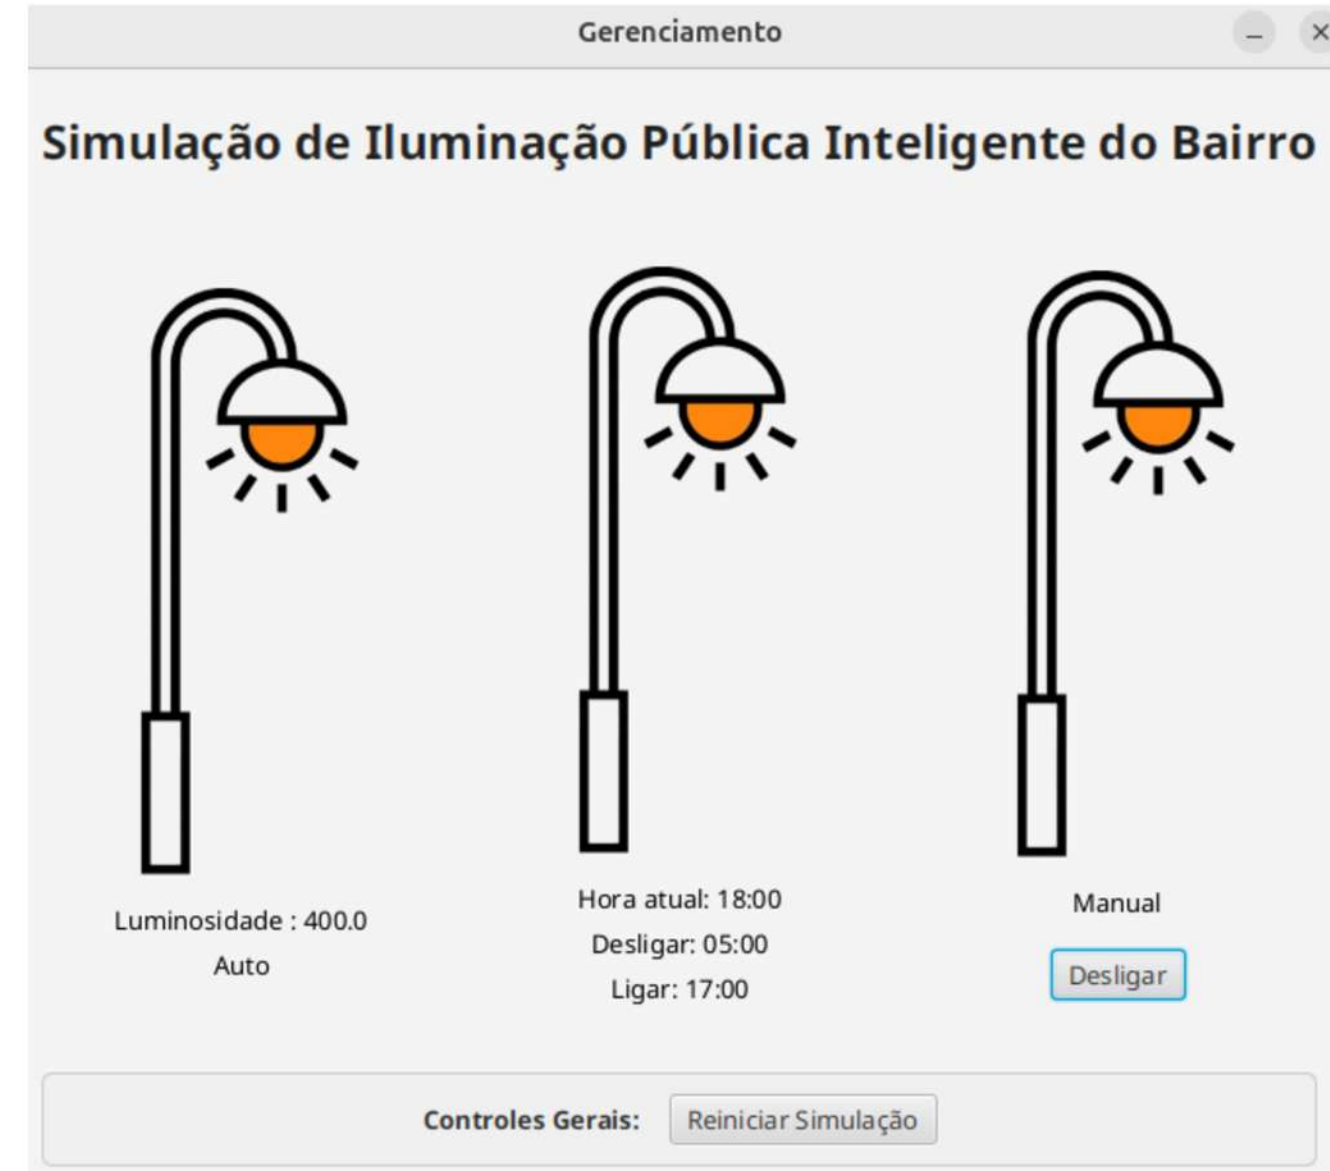 Gerenciamento
Simulação de Iluminação Pública Inteligente do Bairro
Luminosidade : 400.0
Auto
Hora atual: 18:00
Desligar: 05:00
Ligar: 17:00
Manual
Desligar
Controles Gerais: Reiniciar Simulação